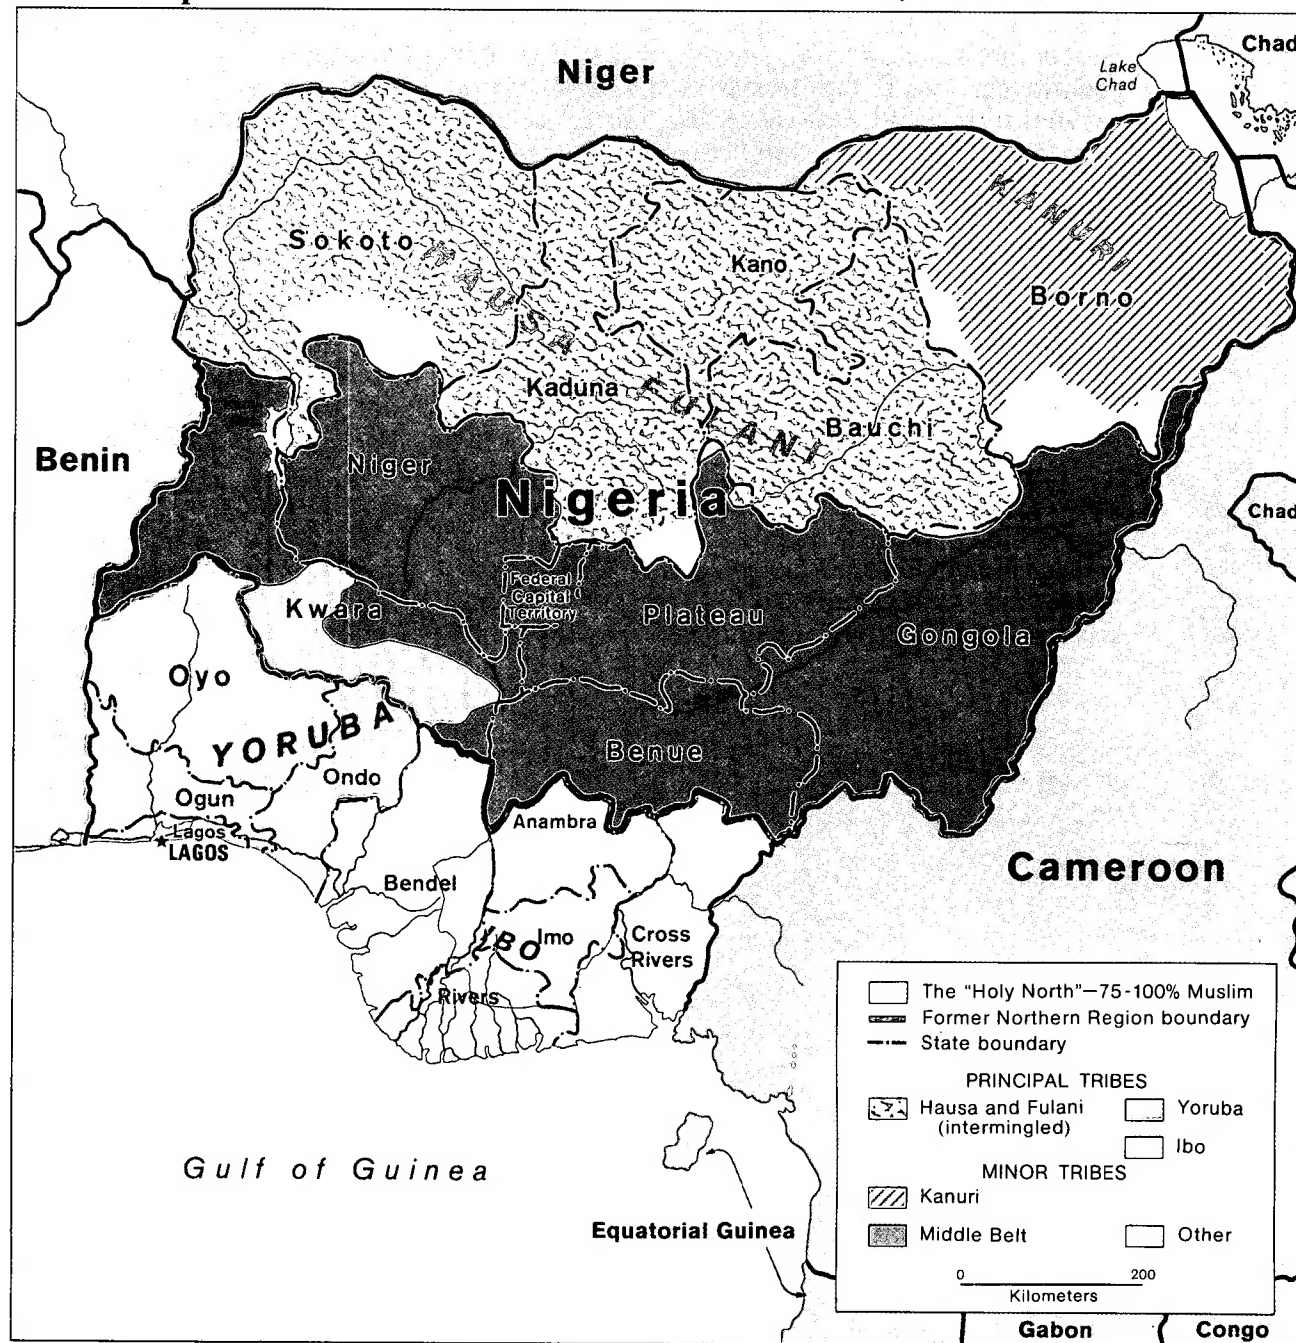 Niger
Chad
Lake
Chad
KANURI
Sokoto
HAUSA
Kano
Borno
Kaduna
FULANI
Bauchi
Benin
Niger
Nigeria
Chad
Federal
Capital
Territory
Kwara
Plateau
Gongola
Oyo
YORUBA
Benue
Ondo
Ogun
Lagos
LAGOS
Anambra
Cameroon
Bendel
IBO
Imo
Cross
Rivers
Rivers
The "Holy North"—75-100% Muslim
Former Northern Region boundary
State boundary
PRINCIPAL TRIBES
Hausa and Fulani
(intermingled)
Yoruba
Ibo
MINOR TRIBES
Kanuri
Middle Belt
Other
0 200
Kilometers
Gulf of Guinea
Equatorial Guinea
Gabon
Congo